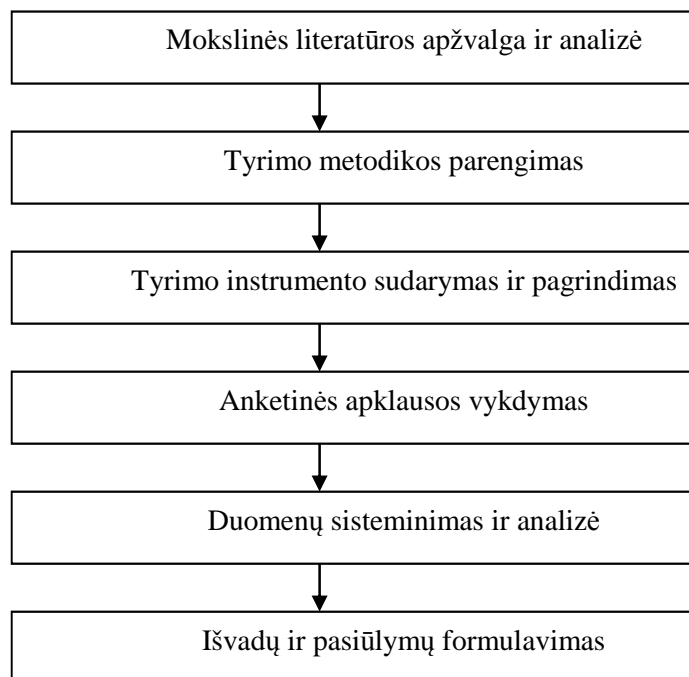 Mokslinės literatūros apžvalga ir analizė
Tyrimo metodikos parengimas
Tyrimo instrumento sudarymas ir pagrindimas
Anketinės apklausos vykdymas
Duomenų sisteminimas ir analizė
Išvadų ir pasiūlymų formulavimas